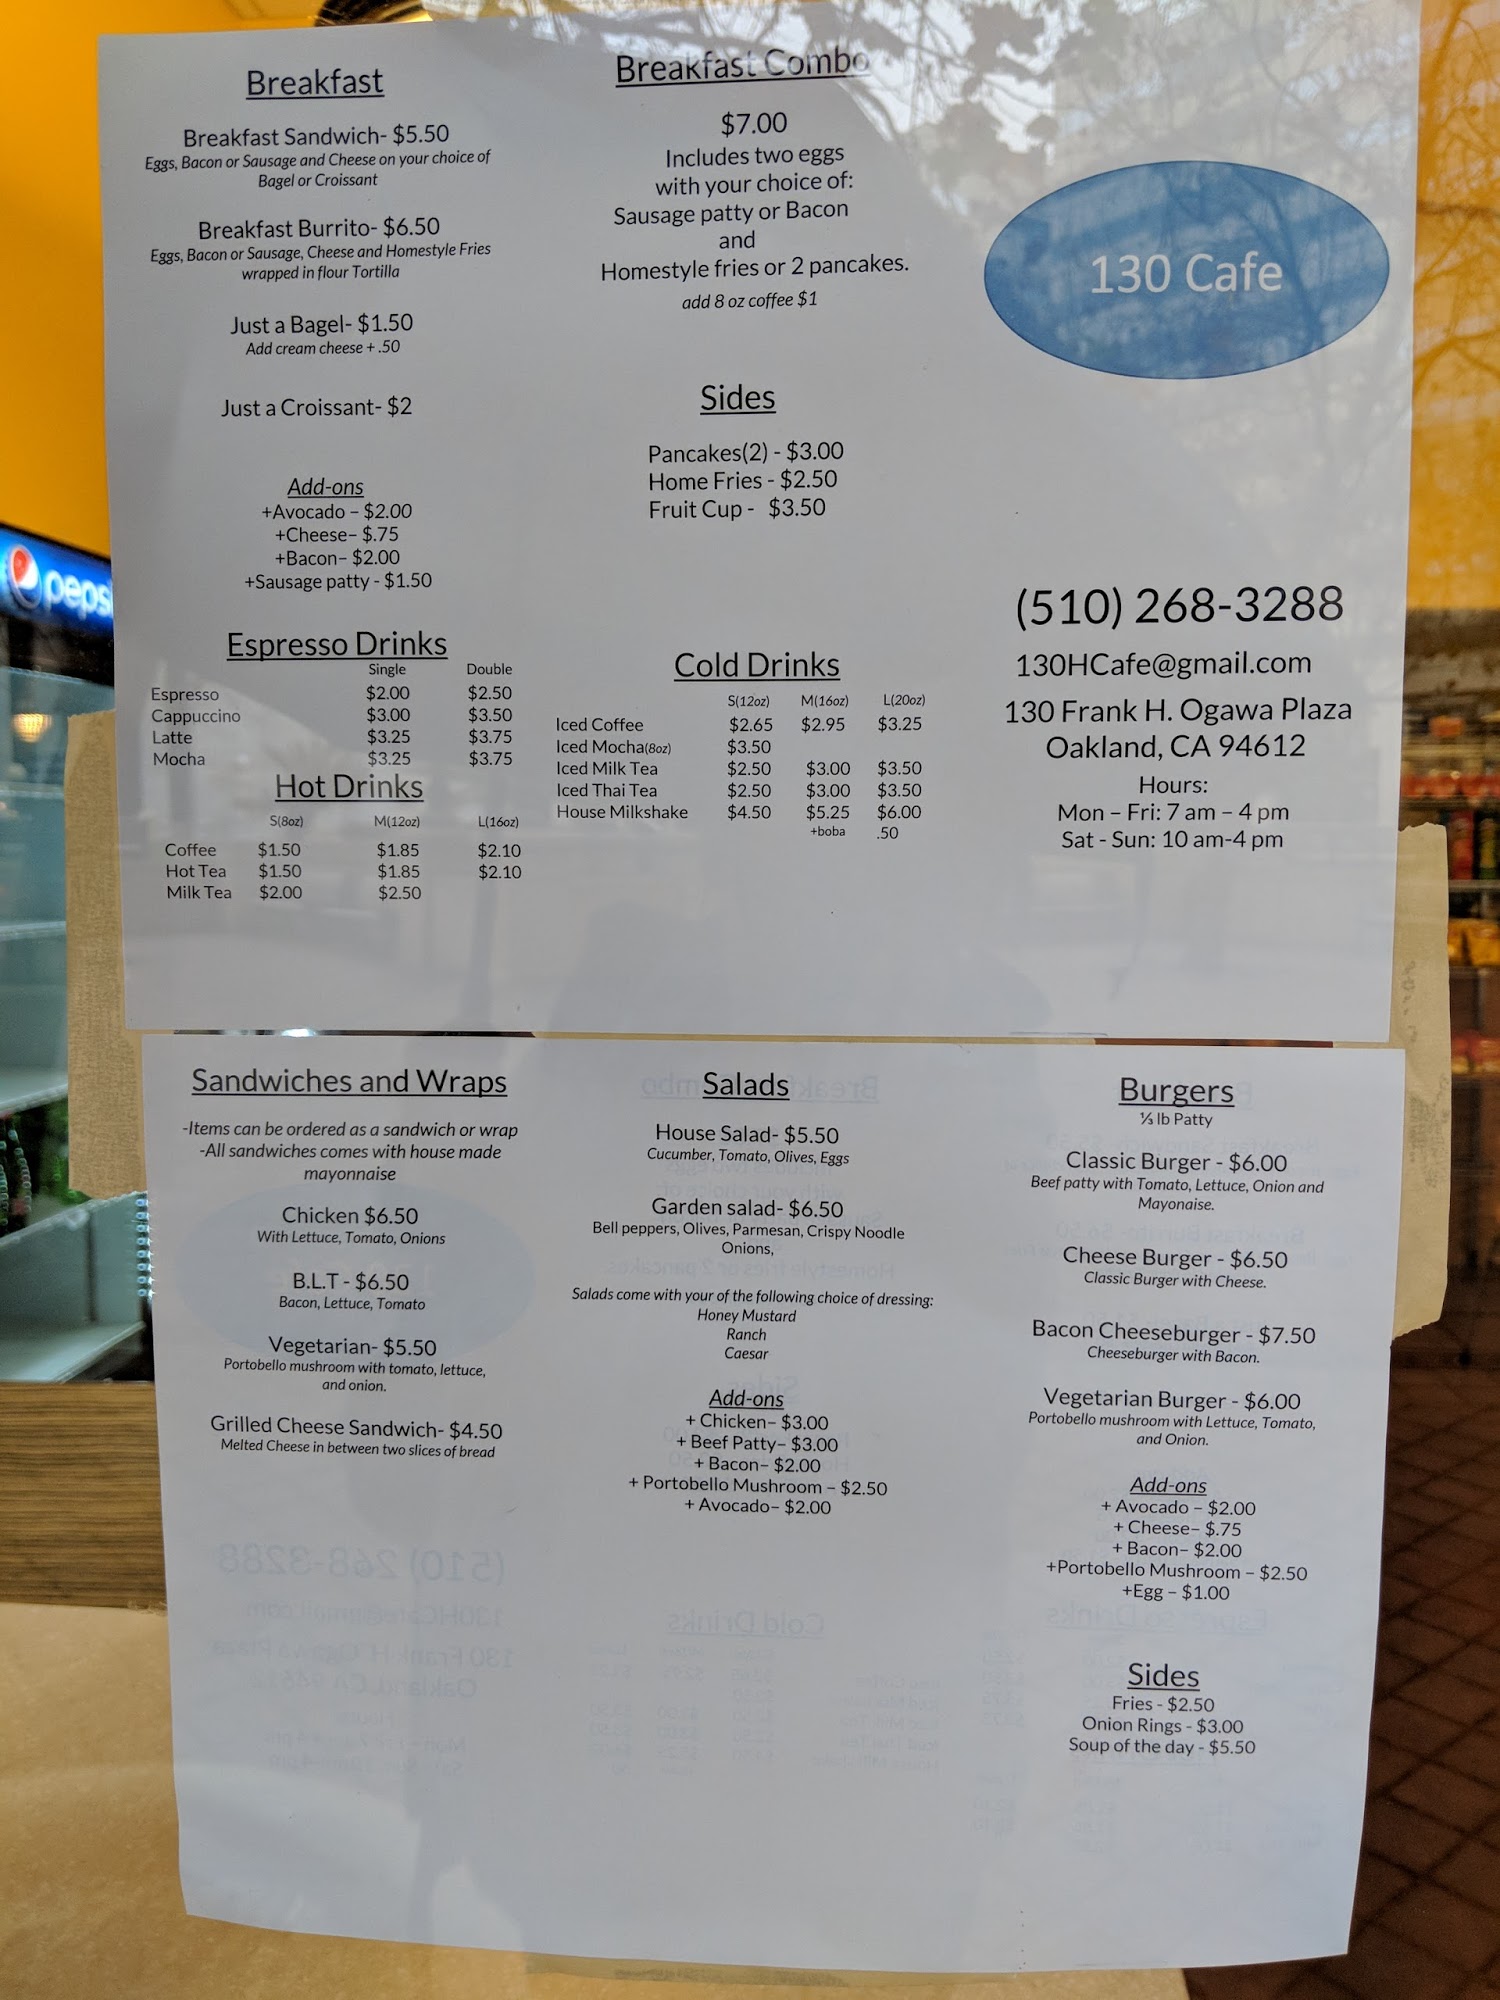 Breakfast
Breakfast Sandwich- $5.50
Eggs, Bacon or Sausage and Cheese on your choice of
Bagel or Croissant
Breakfast Burrito- $6.50
Eggs, Bacon or Sausage, Cheese and Homestyle Fries
wrapped in flour Tortilla
Just a Bagel- $1.50
Add cream cheese + .50
Just a Croissant- $2
Add-ons
+Avocado – $2.00
+Cheese– $.75
+Bacon– $2.00
+Sausage patty - $1.50
Espresso Drinks
Single Double
Espresso $2.00 $2.50
Cappuccino $3.00 $3.50
Latte $3.25 $3.75
Mocha $3.25 $3.75
Hot Drinks
S(8oz) M(12oz) L(16oz)
Coffee $1.50 $1.85 $2.10
Hot Tea $1.50 $1.85 $2.10
Milk Tea $2.00 $2.50
Breakfast Combo
$7.00
Includes two eggs
with your choice of:
Sausage patty or Bacon
and
Homestyle fries or 2 pancakes.
add 8 oz coffee $1
Sides
Pancakes(2) - $3.00
Home Fries - $2.50
Fruit Cup - $3.50
Cold Drinks
S(12oz) M(16oz) L(20oz)
Iced Coffee $2.65 $2.95 $3.25
Iced Mocha(8oz) $3.50
Iced Milk Tea $2.50 $3.00 $3.50
Iced Thai Tea $2.50 $3.00 $3.50
House Milkshake $4.50 $5.25 $6.00
+boba .50
130 Cafe
(510) 268-3288
130HCafe@gmail.com
130 Frank H. Ogawa Plaza
Oakland, CA 94612
Hours:
Mon – Fri: 7 am – 4 pm
Sat - Sun: 10 am-4 pm
pepsi
Sandwiches and Wraps
-Items can be ordered as a sandwich or wrap
-All sandwiches comes with house made
mayonnaise
Chicken $6.50
With Lettuce, Tomato, Onions
B.L.T - $6.50
Bacon, Lettuce, Tomato
Vegetarian- $5.50
Portobello mushroom with tomato, lettuce,
and onion.
Grilled Cheese Sandwich- $4.50
Melted Cheese in between two slices of bread
Salads
House Salad- $5.50
Cucumber, Tomato, Olives, Eggs
Garden salad- $6.50
Bell peppers, Olives, Parmesan, Crispy Noodle
Onions,
Salads come with your of the following choice of dressing:
Honey Mustard
Ranch
Caesar
Add-ons
+ Chicken– $3.00
+ Beef Patty– $3.00
+ Bacon– $2.00
+ Portobello Mushroom – $2.50
+ Avocado– $2.00
Burgers
⅓ lb Patty
Classic Burger - $6.00
Beef patty with Tomato, Lettuce, Onion and
Mayonaise.
Cheese Burger - $6.50
Classic Burger with Cheese.
Bacon Cheeseburger - $7.50
Cheeseburger with Bacon.
Vegetarian Burger - $6.00
Portobello mushroom with Lettuce, Tomato,
and Onion.
Add-ons
+ Avocado – $2.00
+ Cheese– $.75
+ Bacon– $2.00
+Portobello Mushroom – $2.50
+Egg – $1.00
Sides
Fries - $2.50
Onion Rings - $3.00
Soup of the day - $5.50